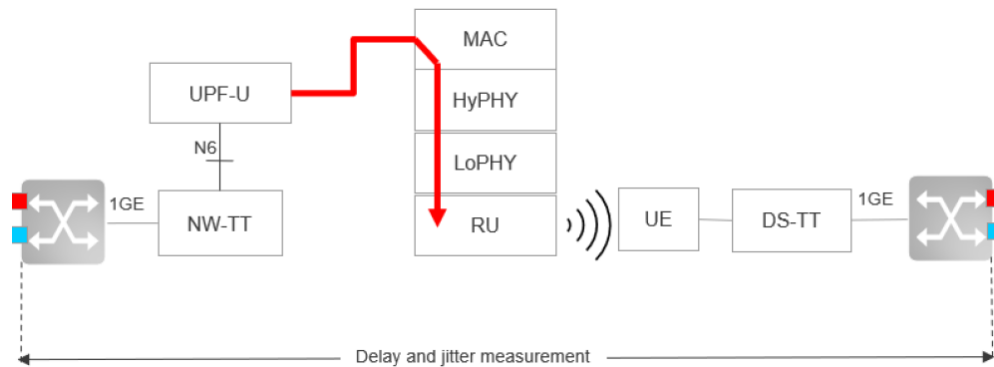 MAC
UPF-U
HyPHY
N6
LoPHY
1GE
NW-TT
RU
UE
DS-TT
1GE
Delay and jitter measurement